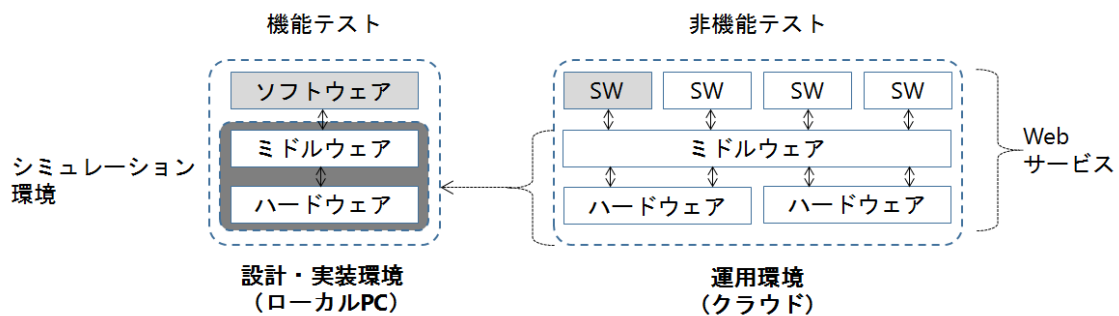 機能テスト
非機能テスト
ソフトウェア
SW
SW
SW
SW
ミドルウェア
ミドルウェア
Web
サービス
シミュレーション
環境
ハードウェア
ハードウェア
ハードウェア
設計・実装環境
(ローカルPC)
運用環境
(クラウド)